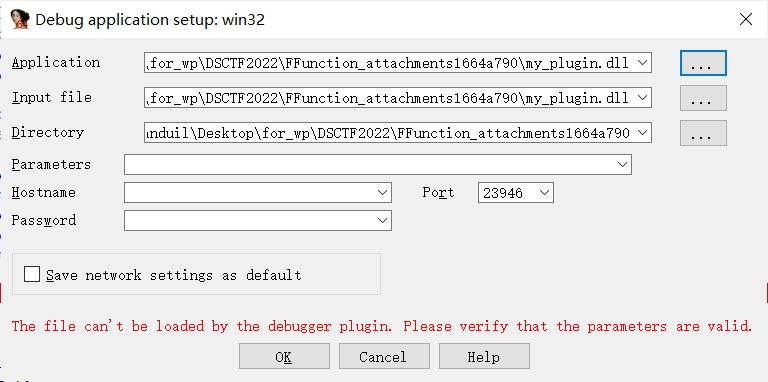 Debug application setup: win32
Application .for_wp\DSCTF2022\FFunction_attachments1664a790\my_plugin.dll ...
Input file .for_wp\DSCTF2022\FFunction_attachments1664a790\my_plugin.dll ...
Directory anduil\Desktop\for_wp\DSCTF2022\FFunction_attachments1664a790 ...
Parameters
Hostname Port 23946
Password
Save network settings as default
The file can't be loaded by the debugger plugin. Please verify that the parameters are valid.
OK Cancel Help